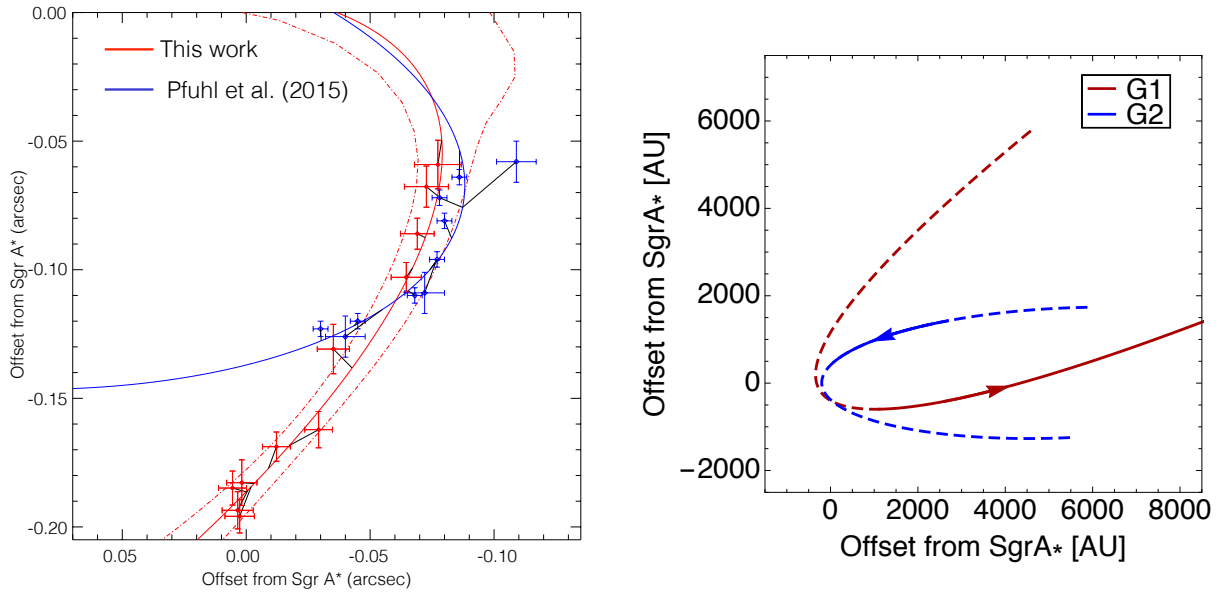 0.00
-0.05
-0.10
-0.15
-0.20
Offset from Sgr A* (arcsec)
This work
Pfuhl et al. (2015)
0.05 0.00 -0.05 -0.10
Offset from Sgr A* (arcsec)
6000
4000
2000
0
−2000
Offset from SgrA* [AU]
G1
G2
0 2000 4000 6000 8000
Offset from SgrA* [AU]